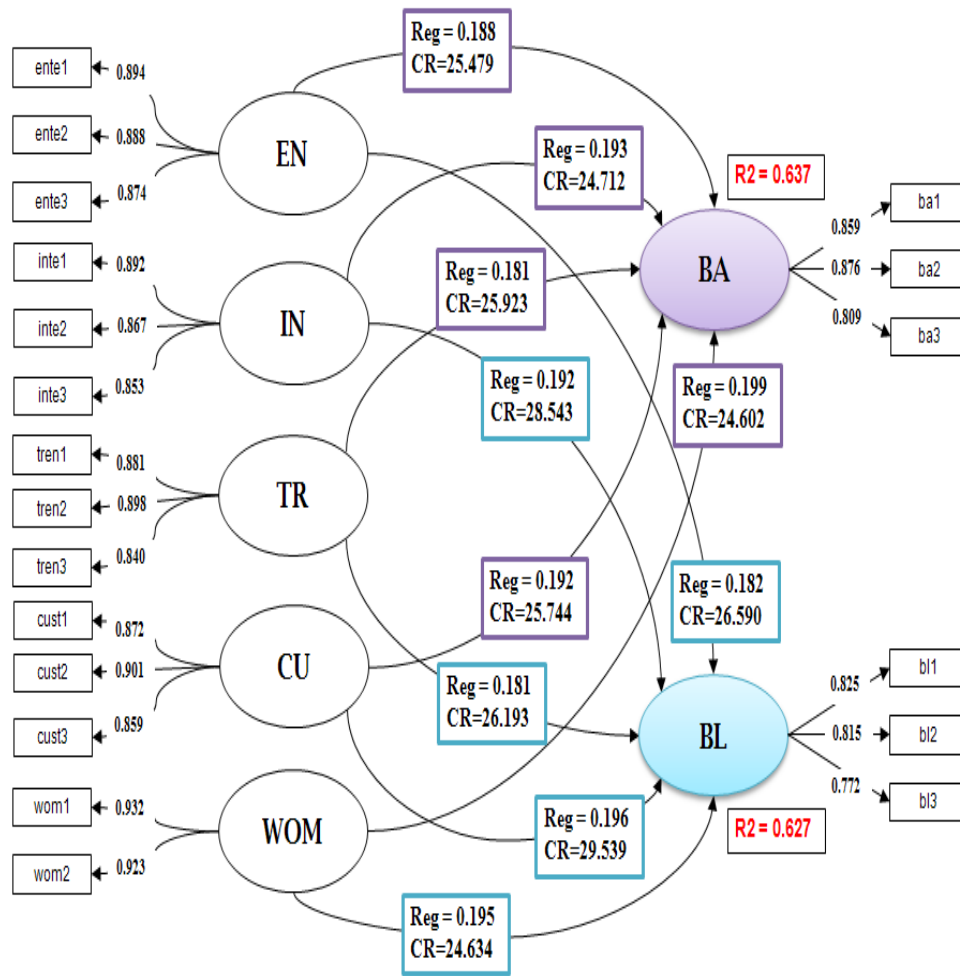 Reg = 0.188
CR=25.479
ente1
0.894
ente2
0.888
ente3
0.874
EN
Reg = 0.193
CR=24.712
R2 = 0.637
inte1
0.892
inte2
0.867
inte3
0.853
IN
Reg = 0.181
CR=25.923
BA
0.859
ba1
0.876
ba2
0.809
ba3
Reg = 0.192
CR=28.543
Reg = 0.199
CR=24.602
tren1
0.881
tren2
0.898
tren3
0.840
TR
Reg = 0.192
CR=25.744
Reg = 0.182
CR=26.590
cust1
0.872
cust2
0.901
cust3
0.859
CU
Reg = 0.181
CR=26.193
BL
0.825
bl1
0.815
bl2
0.772
bl3
wom1
0.932
wom2
0.923
WOM
Reg = 0.196
CR=29.539
R2 = 0.627
Reg = 0.195
CR=24.634